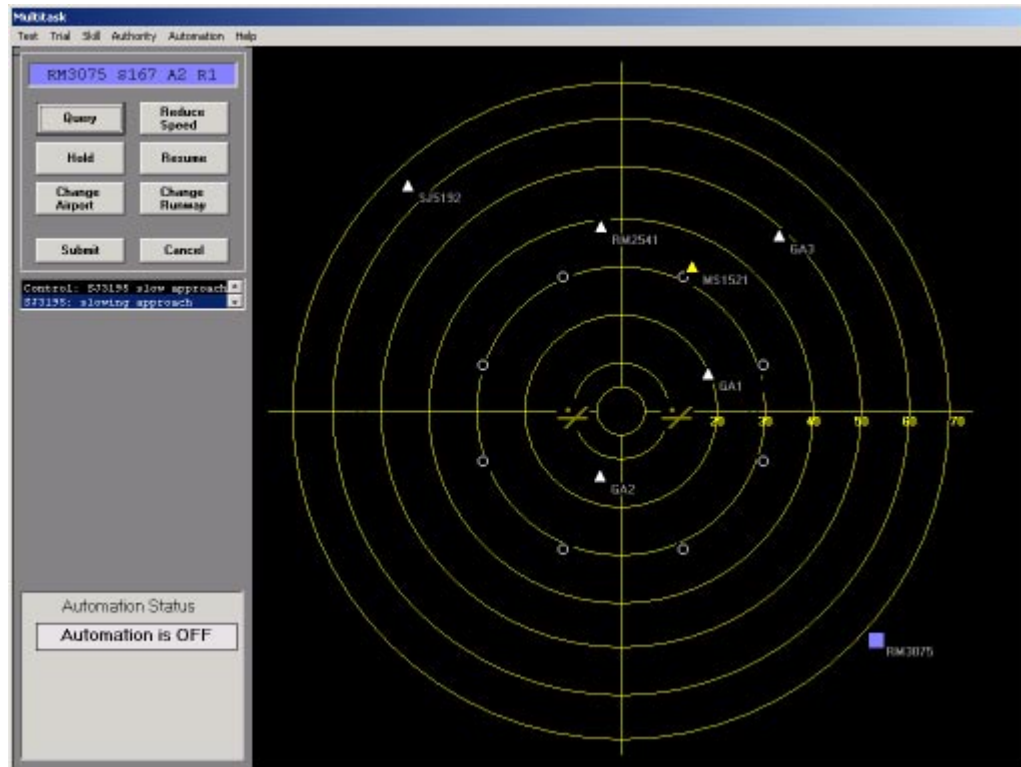 Multitask
Test Trial Skill Authority Automation Help
RM3075 S167 A2 R1
Query
Reduce
Speed
Hold
Resume
Change
Airport
Change
Runway
Submit
Cancel
Control: SJ3195 slow approach
SJ3195: slowing approach
SJ5192
RM2541
GA3
MS1521
GA1
20 30 40 50 60 70
GA2
RM3075
Automation Status
Automation is OFF